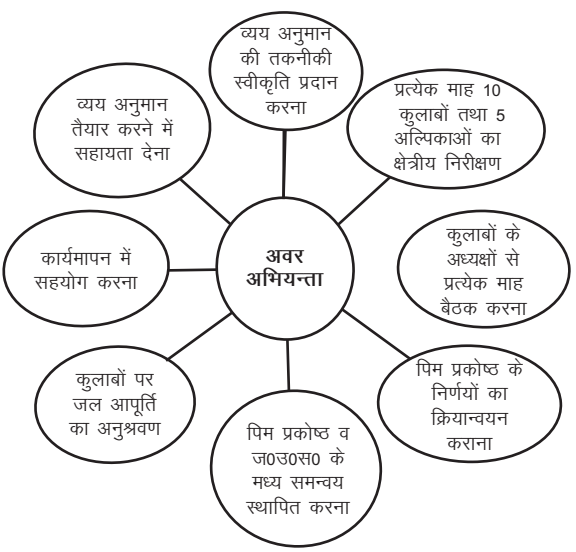 व्यय अनुमान
की तकनीकी
स्वीकृति प्रदान
करना
प्रत्येक माह 10
कुलाबों तथा 5
अल्पिकाओं का
क्षेत्रीय निरीक्षण
कुलाबों के
अध्यक्षों से
प्रत्येक माह
बैठक करना
पिम प्रकोष्ठ के
निर्णयों का
क्रियान्वयन
कराना
पिम प्रकोष्ठ व
ज0उ0स0 के
मध्य समन्वय
स्थापित करना
कुलाबों पर
जल आपूर्ति
का अनुश्रवण
कार्यमापन में
सहयोग करना
व्यय अनुमान
तैयार करने में
सहायता देना
अवर
अभियन्ता